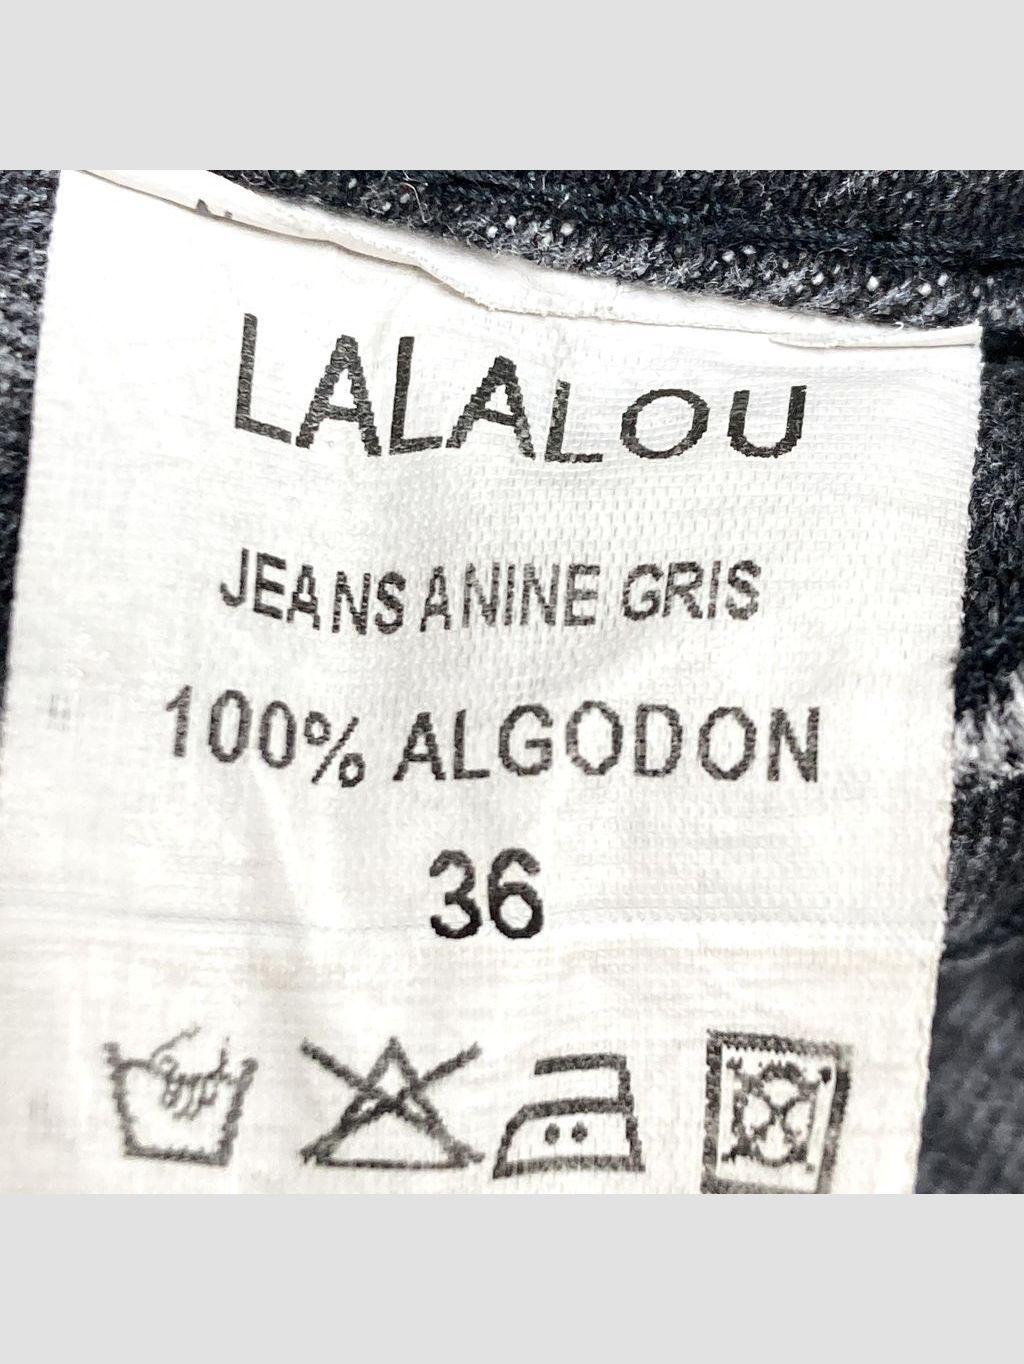 LALALOU
JEANS ANINE GRIS
100% ALGODON
36